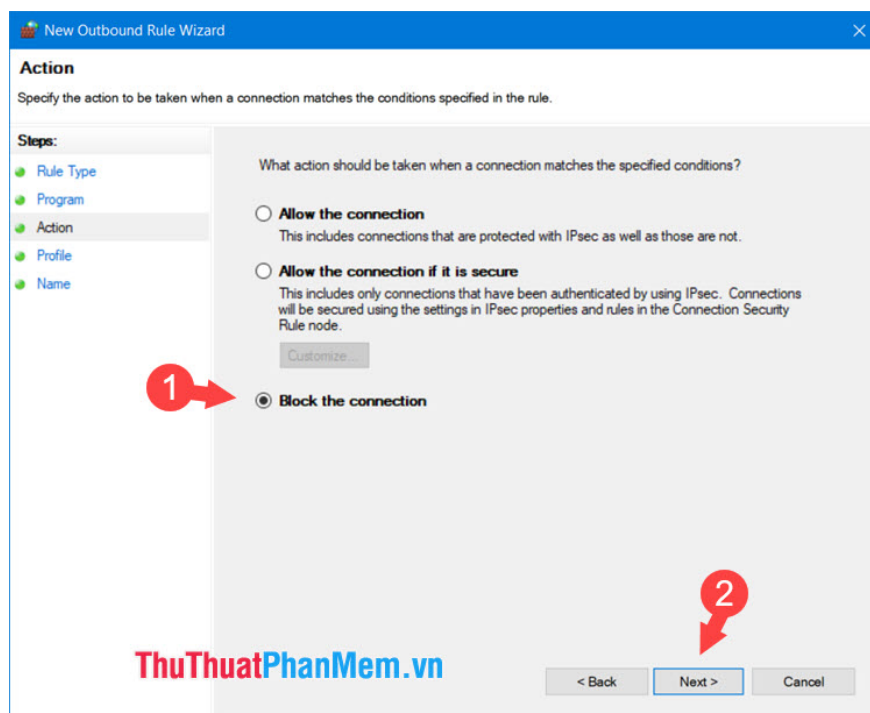 New Outbound Rule Wizard
Action
Specify the action to be taken when a connection matches the conditions specified in the rule.
Steps:
Rule Type
Program
Action
Profile
Name
What action should be taken when a connection matches the specified conditions?
Allow the connection
This includes connections that are protected with IPsec as well as those are not.
Allow the connection if it is secure
This includes only connections that have been authenticated by using IPsec. Connections
will be secured using the settings in IPsec properties and rules in the Connection Security
Rule node.
Customize...
1
Block the connection
2
ThuThuatPhanMem.vn
< Back
Next >
Cancel